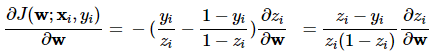 ∂J(w; xᵢ, yᵢ)/∂w = −(yᵢ/zᵢ − (1 − yᵢ)/(1 − zᵢ)) ∂zᵢ/∂w = (zᵢ − yᵢ)/(zᵢ(1 − zᵢ)) ∂zᵢ/∂w